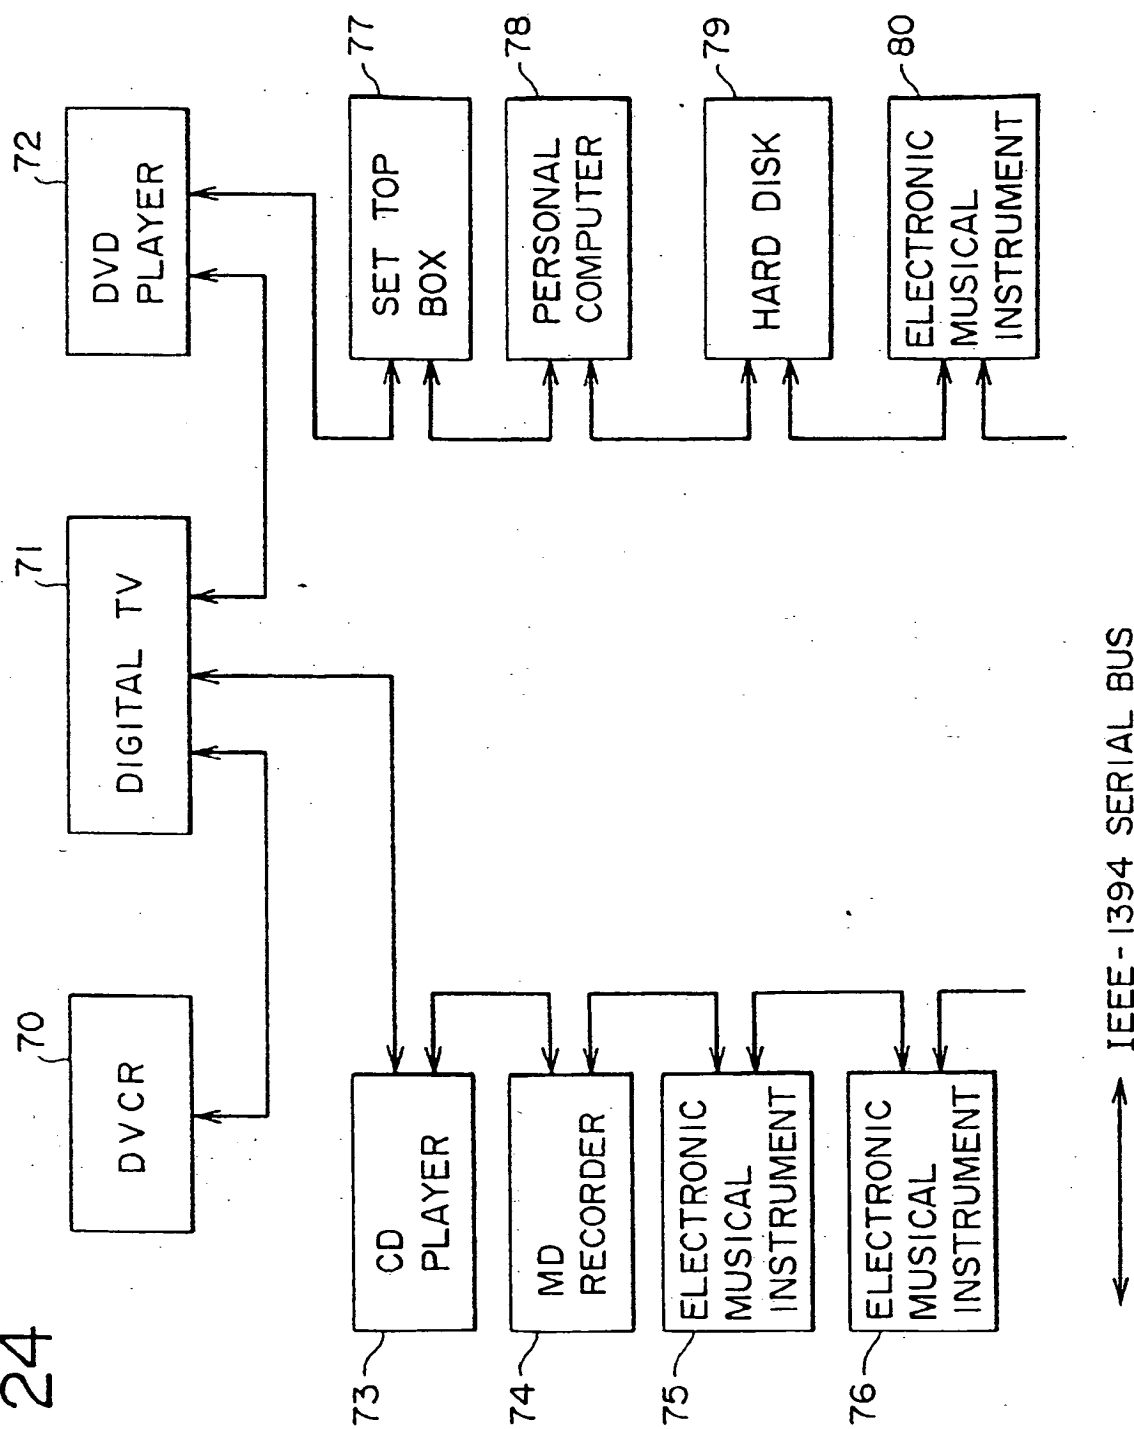 24
70
DVCR
71
DIGITAL TV
72
DVD
PLAYER
73
CD
PLAYER
74
MD
RECORDER
75
ELECTRONIC
MUSICAL
INSTRUMENT
76
ELECTRONIC
MUSICAL
INSTRUMENT
77
SET TOP
BOX
78
PERSONAL
COMPUTER
79
HARD DISK
80
ELECTRONIC
MUSICAL
INSTRUMENT
IEEE-1394 SERIAL BUS